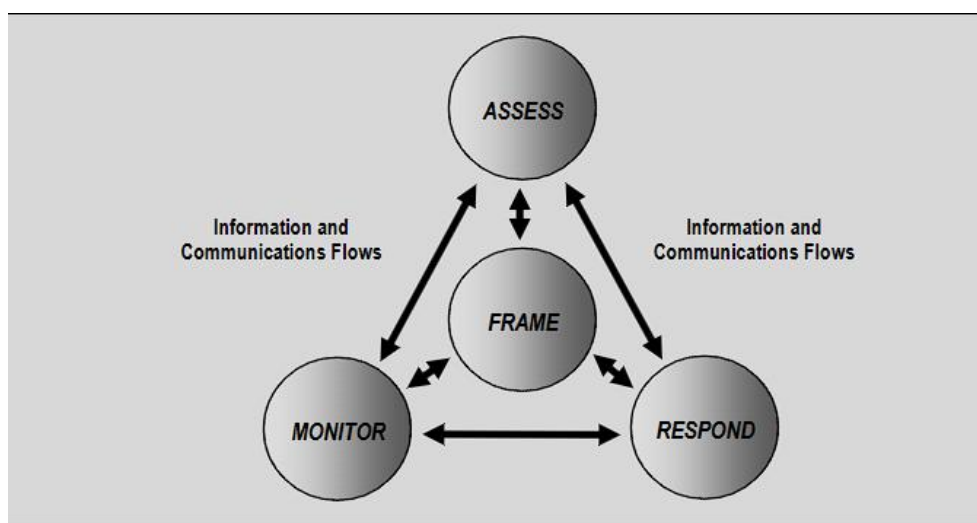 ASSESS
Information and
Communications Flows
Information and
Communications Flows
FRAME
MONITOR
RESPOND